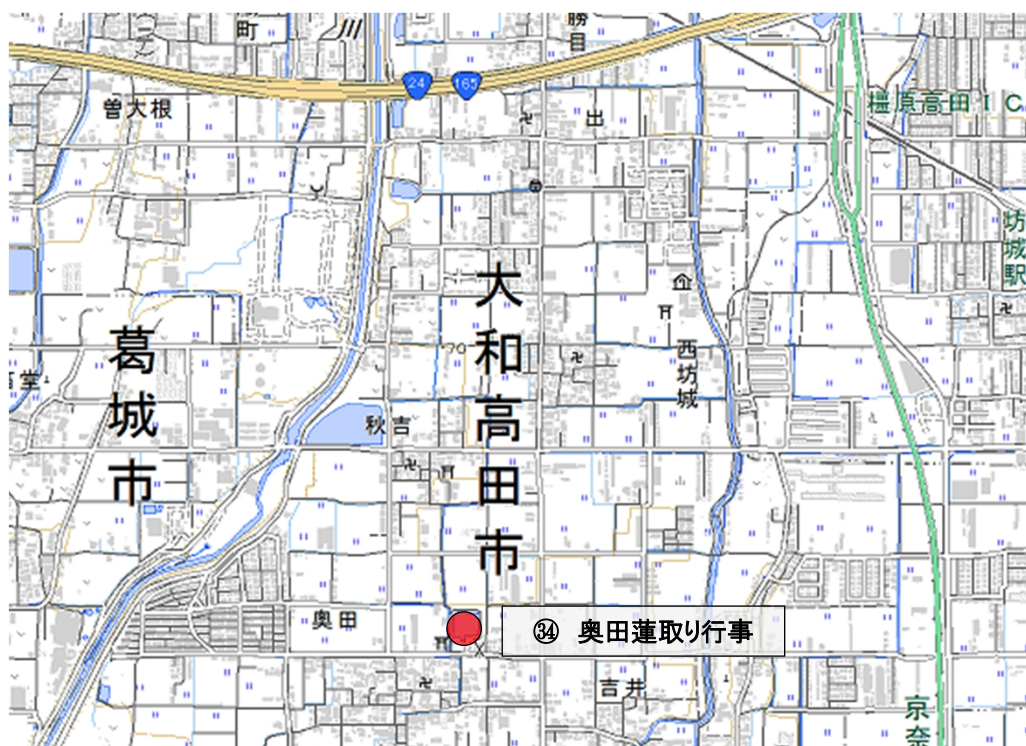 町
勝目
24
165
曽大根
出
橿原高田IC
坊城駅
大和高田市
葛城市
70
西坊城
秋吉
奥田
㉞ 奥田蓮取り行事
吉井
京奈